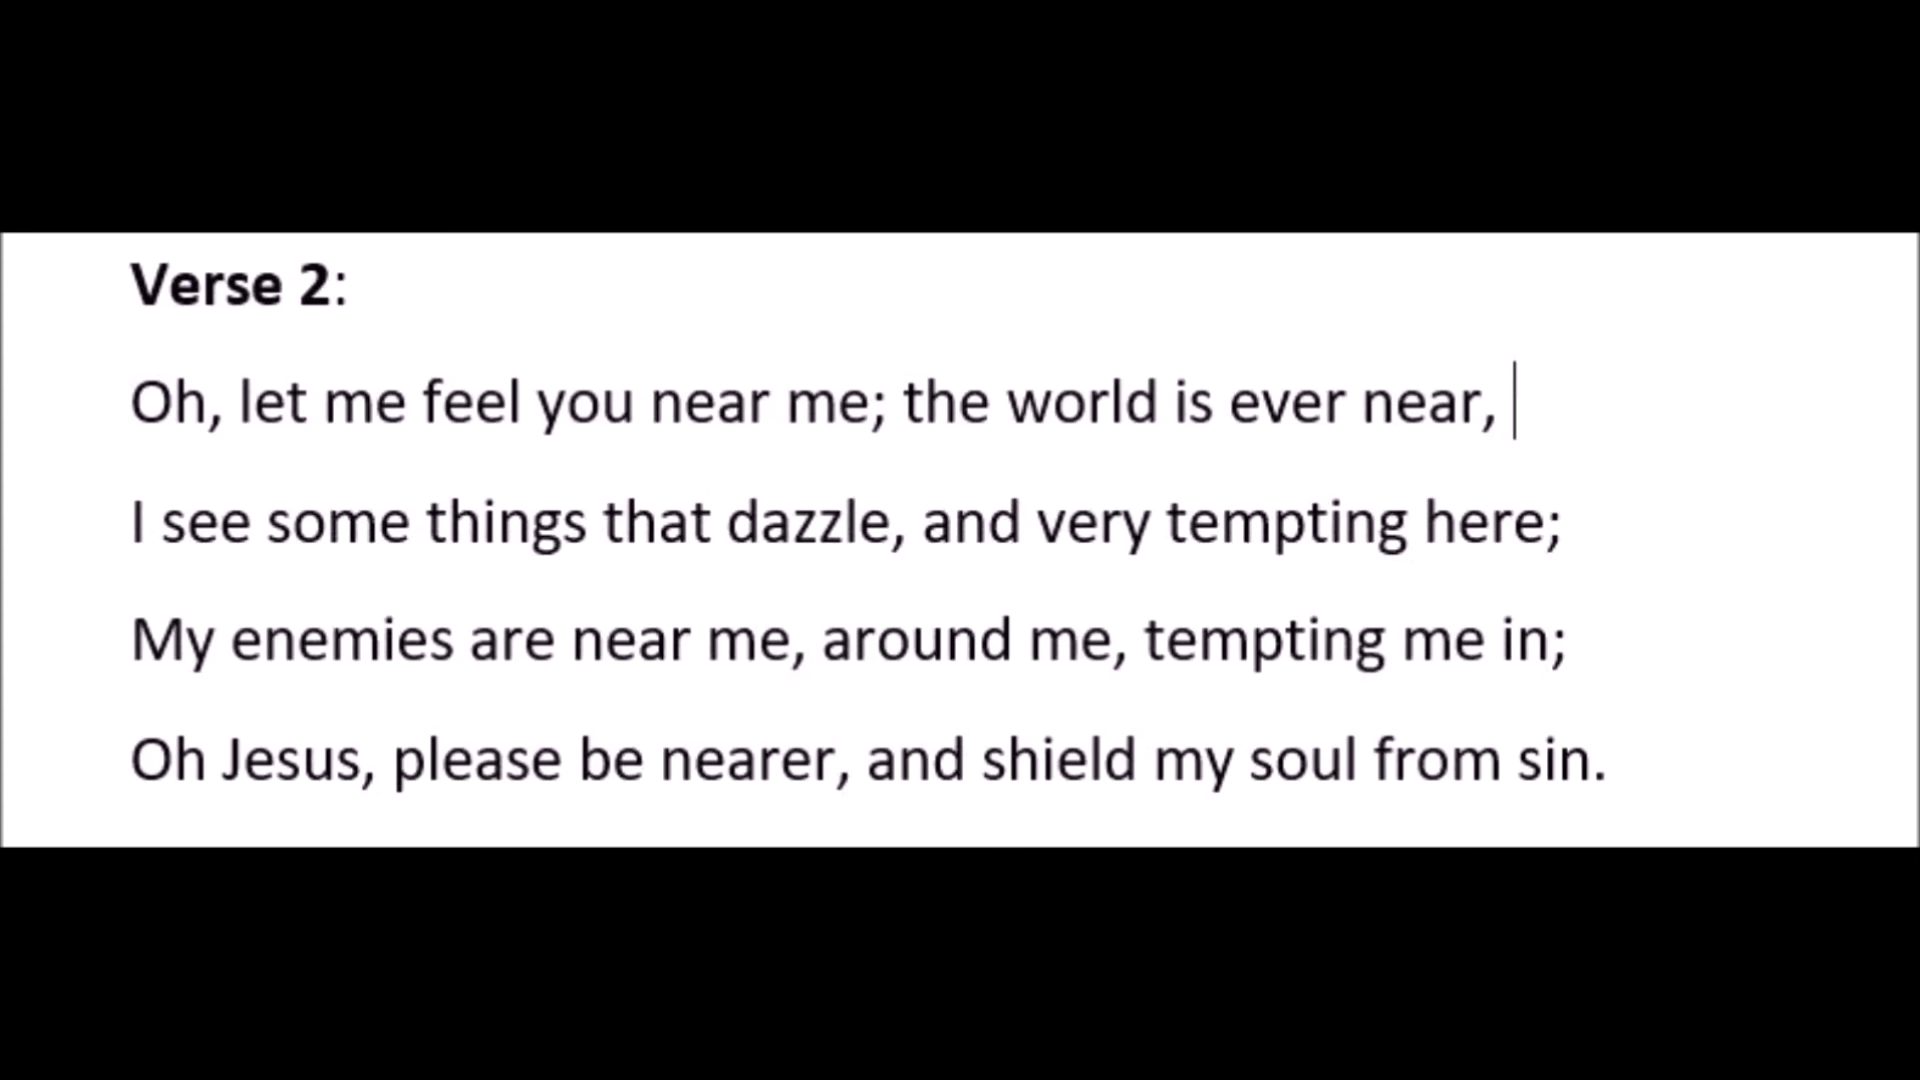 Verse 2:
Oh, let me feel you near me; the world is ever near,
I see some things that dazzle, and very tempting here;
My enemies are near me, around me, tempting me in;
Oh Jesus, please be nearer, and shield my soul from sin.